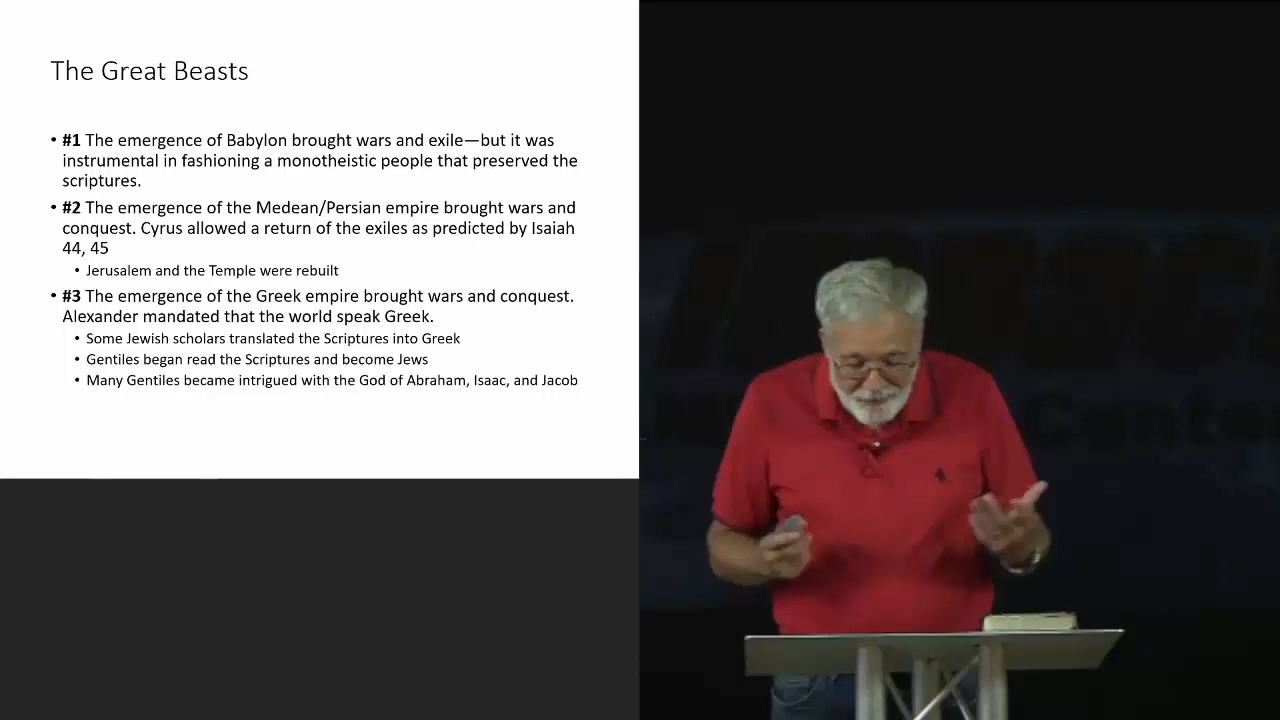 The Great Beasts
• #1 The emergence of Babylon brought wars and exile—but it was
instrumental in fashioning a monotheistic people that preserved the
scriptures.
• #2 The emergence of the Medean/Persian empire brought wars and
conquest. Cyrus allowed a return of the exiles as predicted by Isaiah
44, 45
• Jerusalem and the Temple were rebuilt
• #3 The emergence of the Greek empire brought wars and conquest.
Alexander mandated that the world speak Greek.
• Some Jewish scholars translated the Scriptures into Greek
• Gentiles began read the Scriptures and become Jews
• Many Gentiles became intrigued with the God of Abraham, Isaac, and Jacob